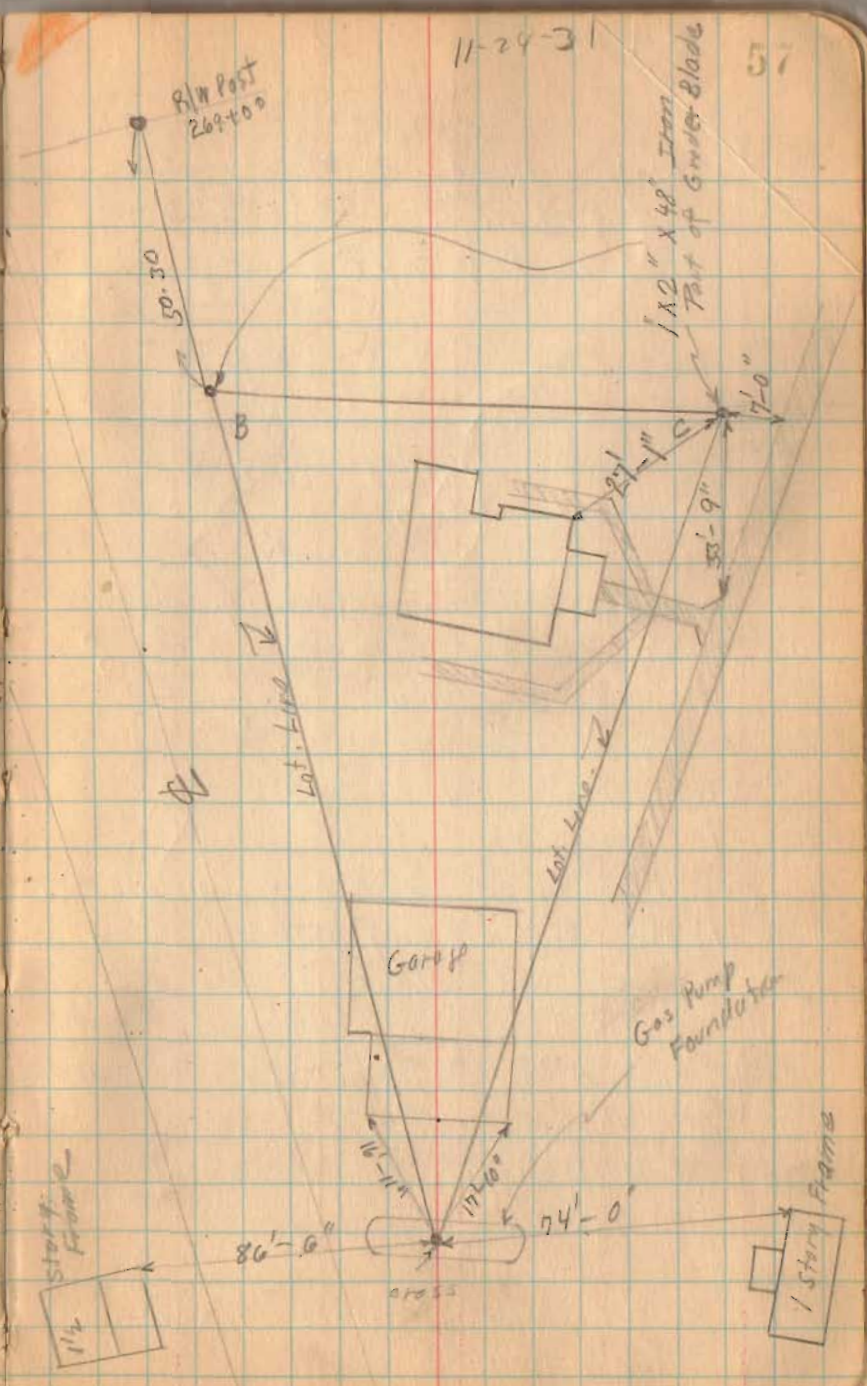 11-24-31
57
R/W Post
269+00
1"X2" X48" Iron
Part of Grader Blade
50.30
B
C
7'-0"
27'-1"
33'-9"
Lot. Line
Lot. Line
Garage
Gas Pump
Foundation
16'-11"
17'-10"
86'-6"
74'-0"
Cross
1½ Story
Frame
1 Story Frame